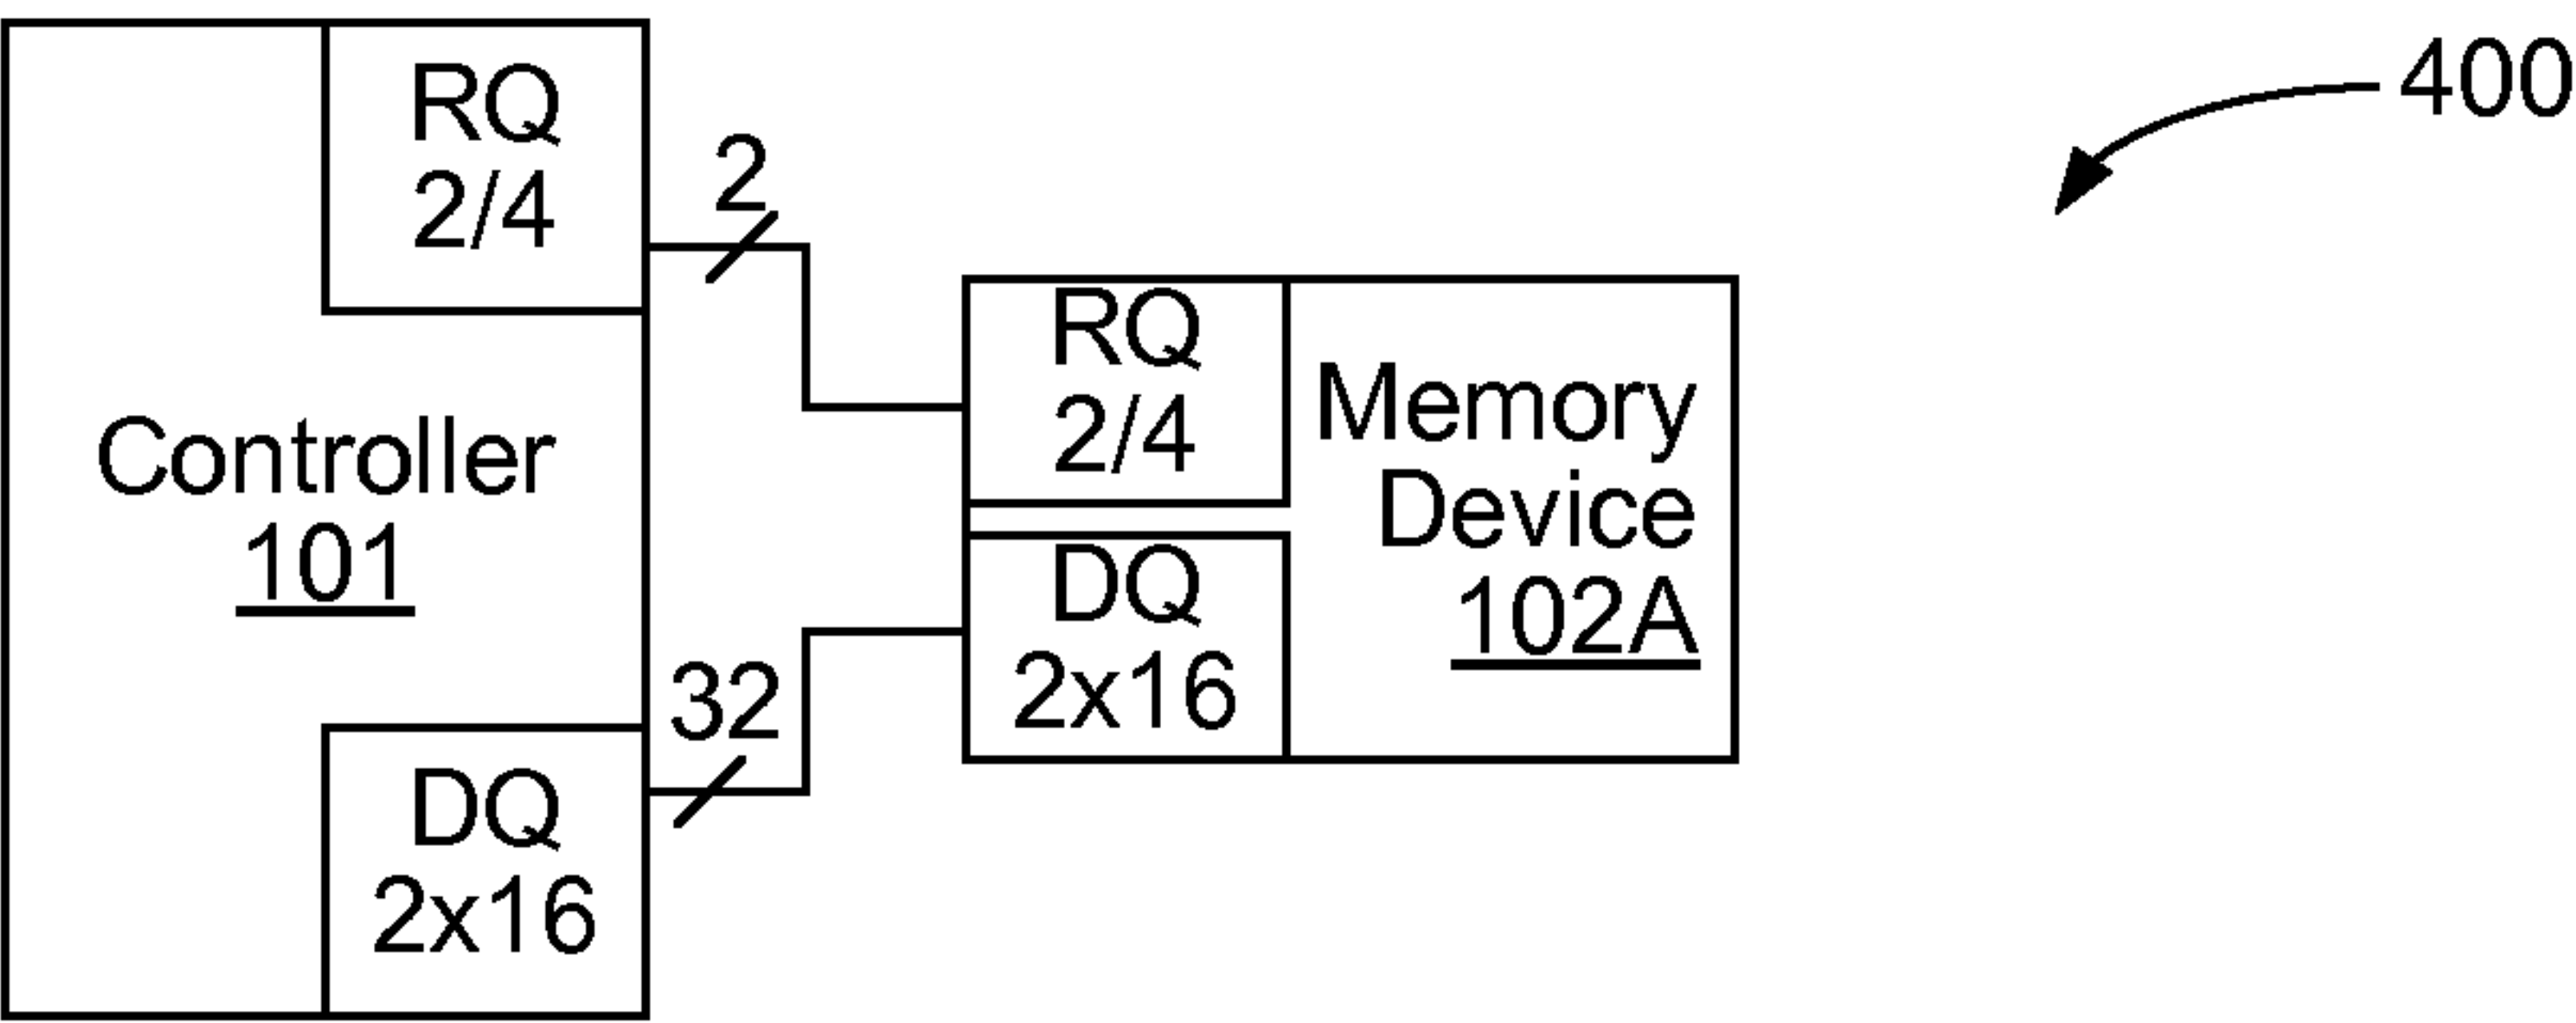 RQ
2/4
2
400
Controller
101
RQ
2/4
Memory
Device
102A
DQ
2x16
32
DQ
2x16